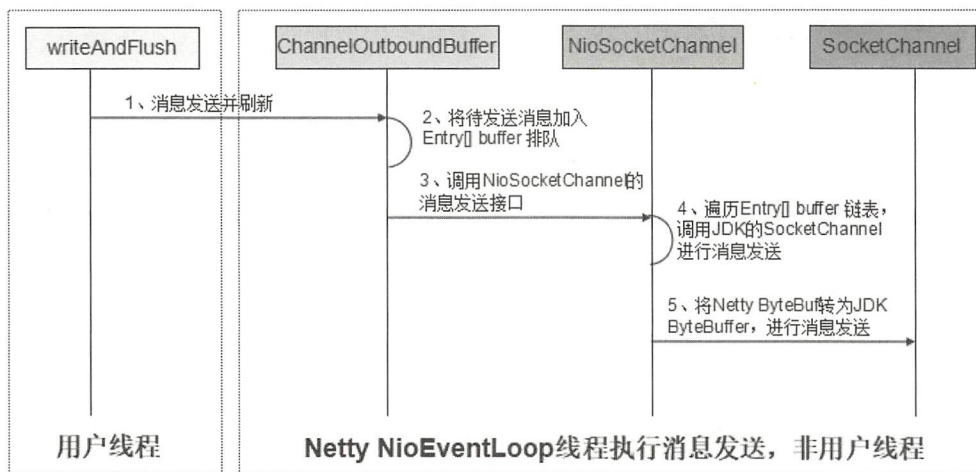 writeAndFlush
ChannelOutboundBuffer
NioSocketChannel
SocketChannel
1、消息发送并刷新
2、将待发送消息加入
Entry[] buffer 排队
3、调用NioSocketChannel的
消息发送接口
4、遍历Entry[] buffer 链表，
调用JDK的SocketChannel
进行消息发送
5、将Netty ByteBuf转为JDK
ByteBuffer，进行消息发送
用户线程
Netty NioEventLoop线程执行消息发送，非用户线程